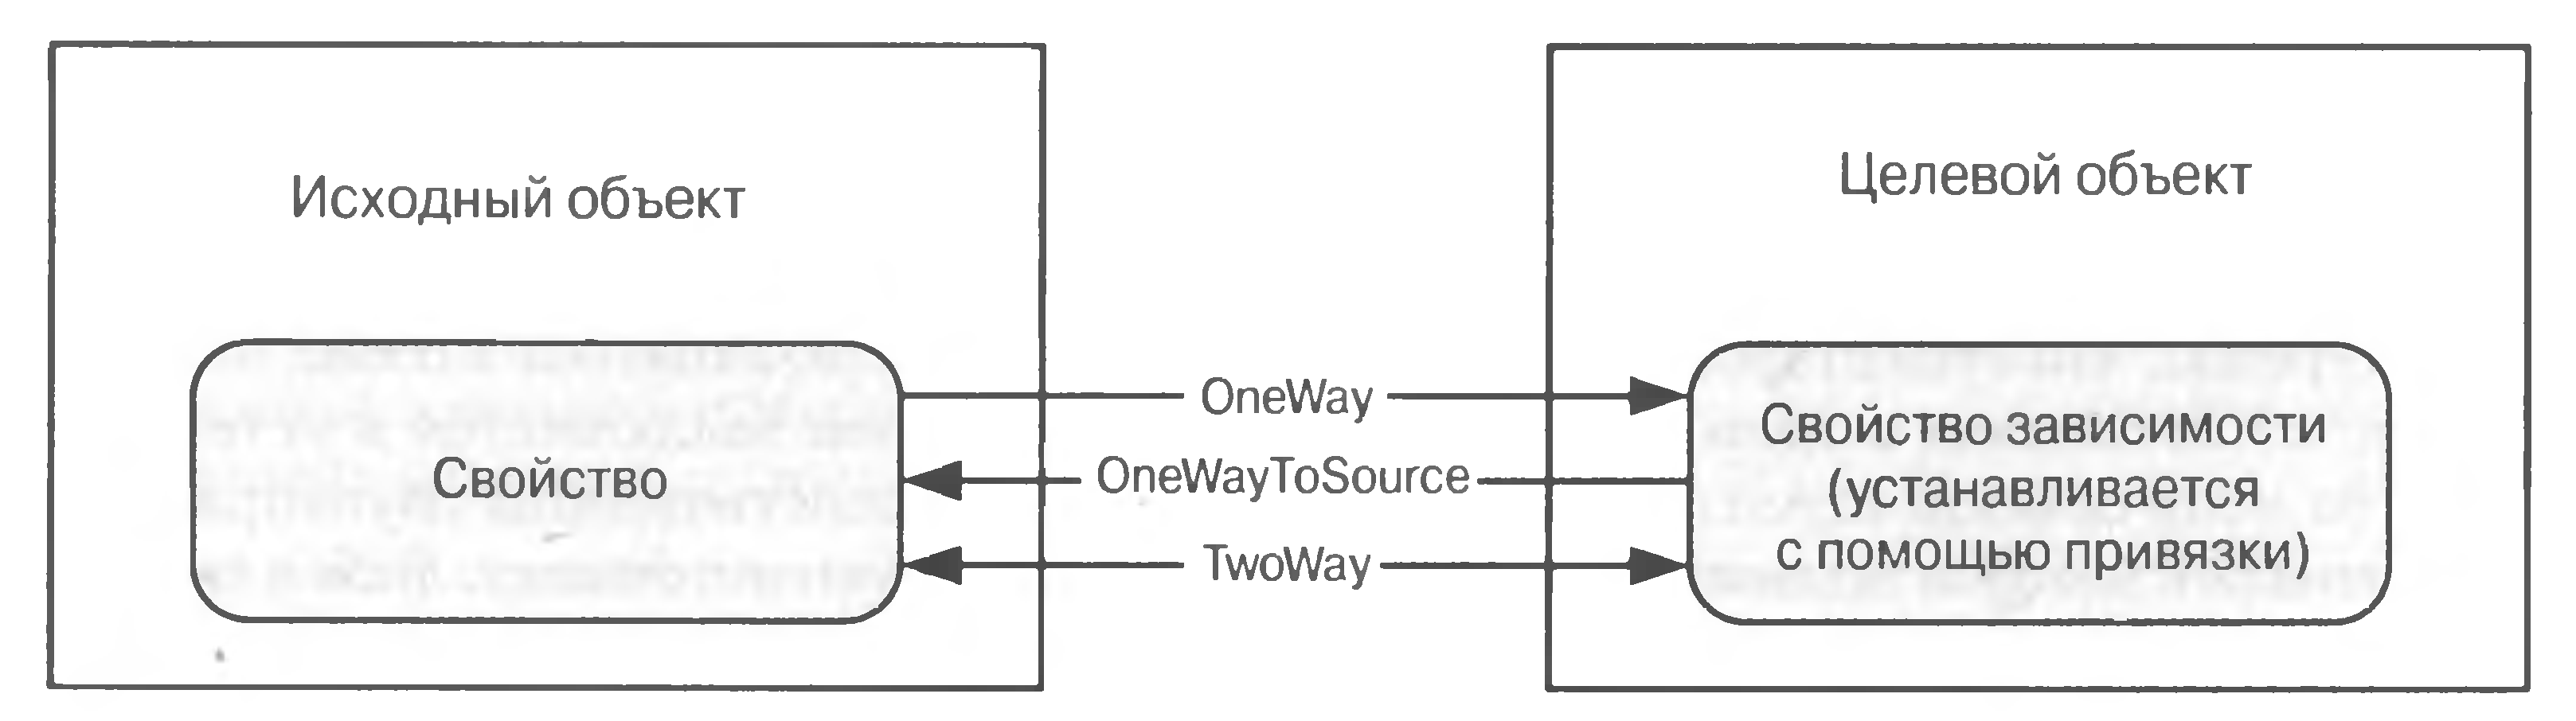 Исходный объект
Целевой объект
Свойство
OneWay
OneWayToSource
TwoWay
Свойство зависимости
(устанавливается
с помощью привязки)